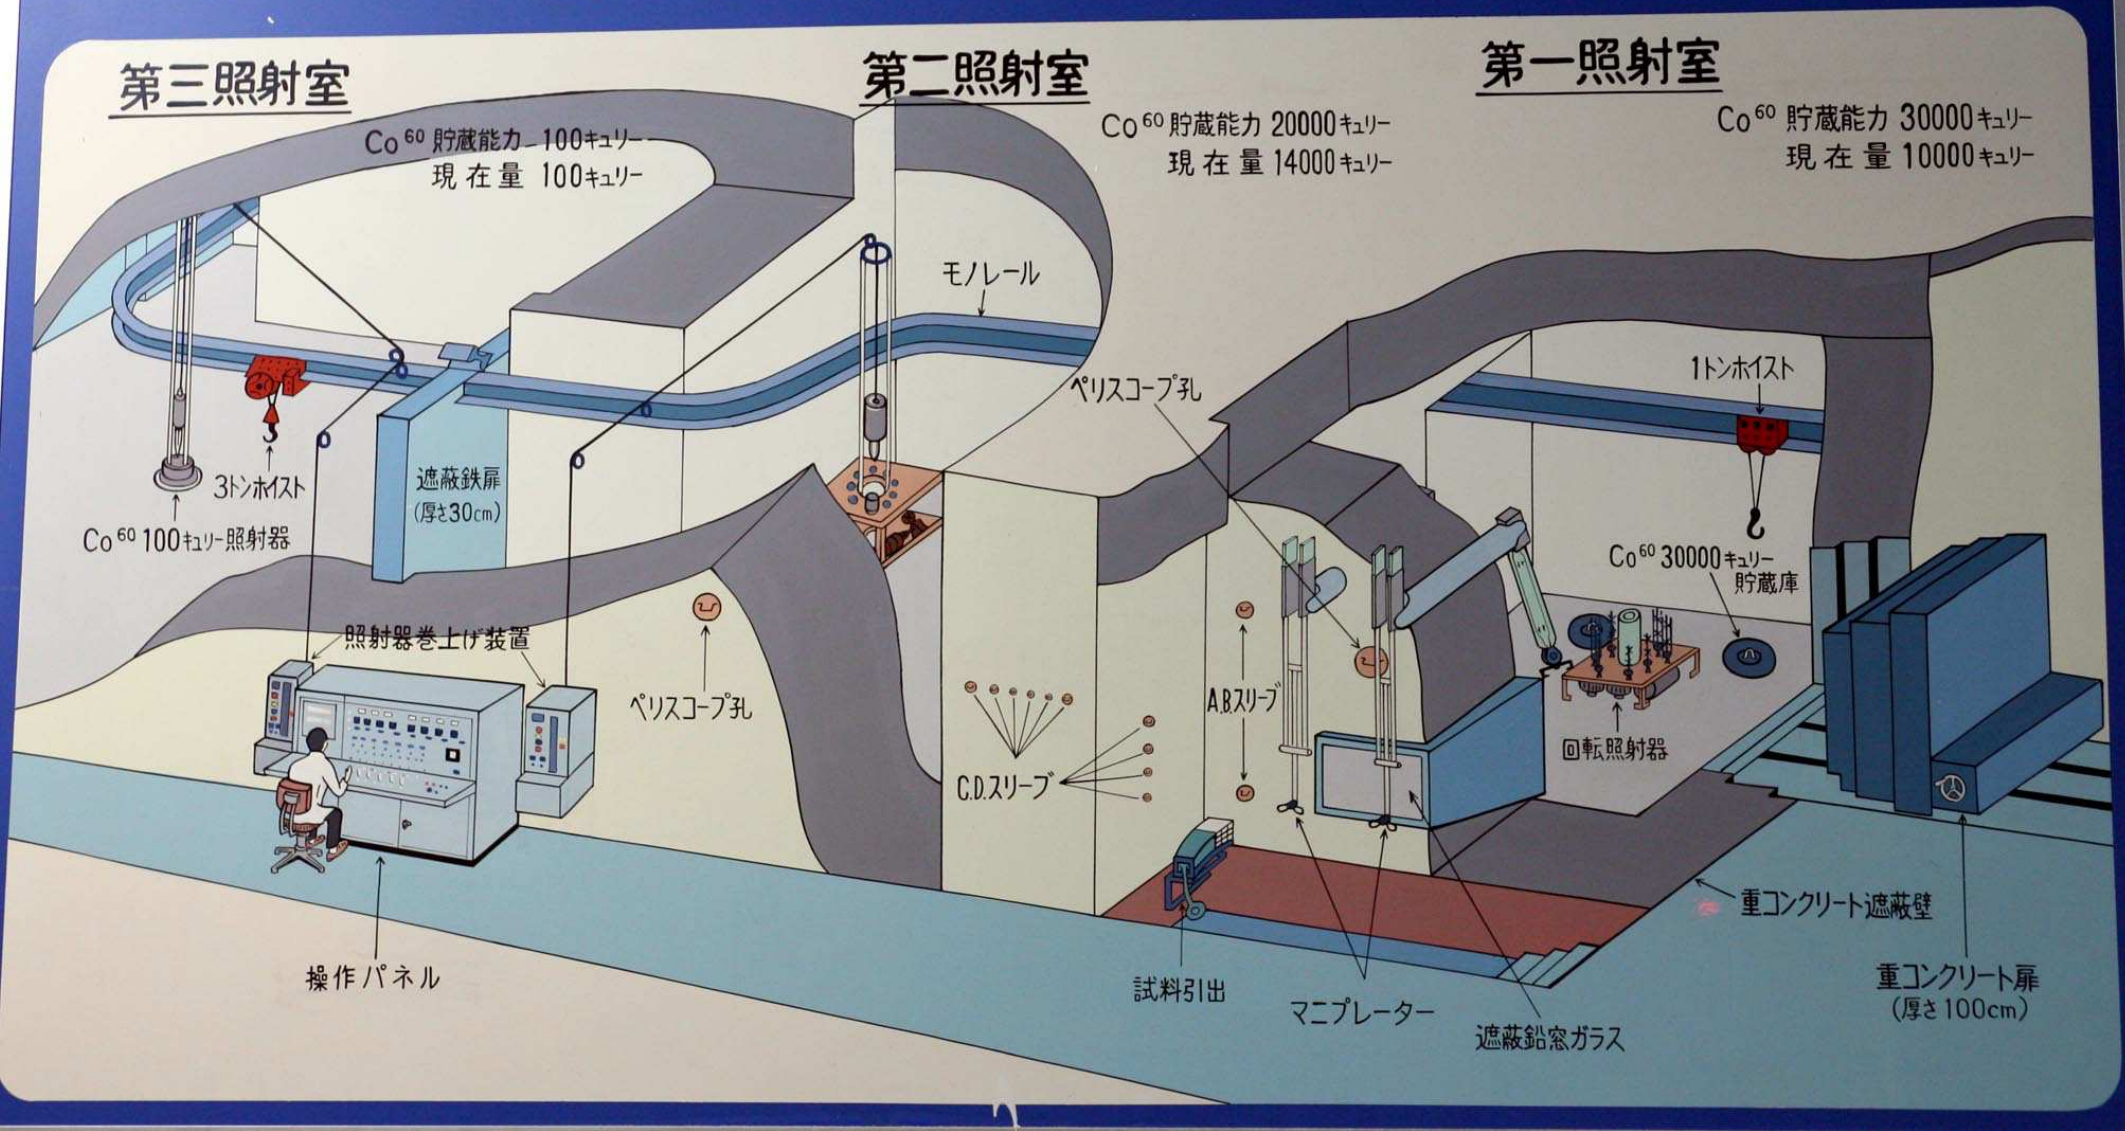 第三照射室
Co⁶⁰ 貯蔵能力 100キュリー
現在量 100キュリー
第二照射室
Co⁶⁰ 貯蔵能力 20000キュリー
現在量 14000キュリー
第一照射室
Co⁶⁰ 貯蔵能力 30000キュリー
現在量 10000キュリー
モノレール
ペリスコープ孔
1トンホイスト
3トンホイスト
遮蔽鉄扉
(厚さ30cm)
Co⁶⁰ 100キュリー照射器
Co⁶⁰ 30000キュリー
貯蔵庫
照射器巻上げ装置
ペリスコープ孔
A.B.スリーブ
回転照射器
C.D.スリーブ
重コンクリート遮蔽壁
操作パネル
試料引出
マニプレーター
遮蔽鉛窓ガラス
重コンクリート扉
(厚さ100cm)